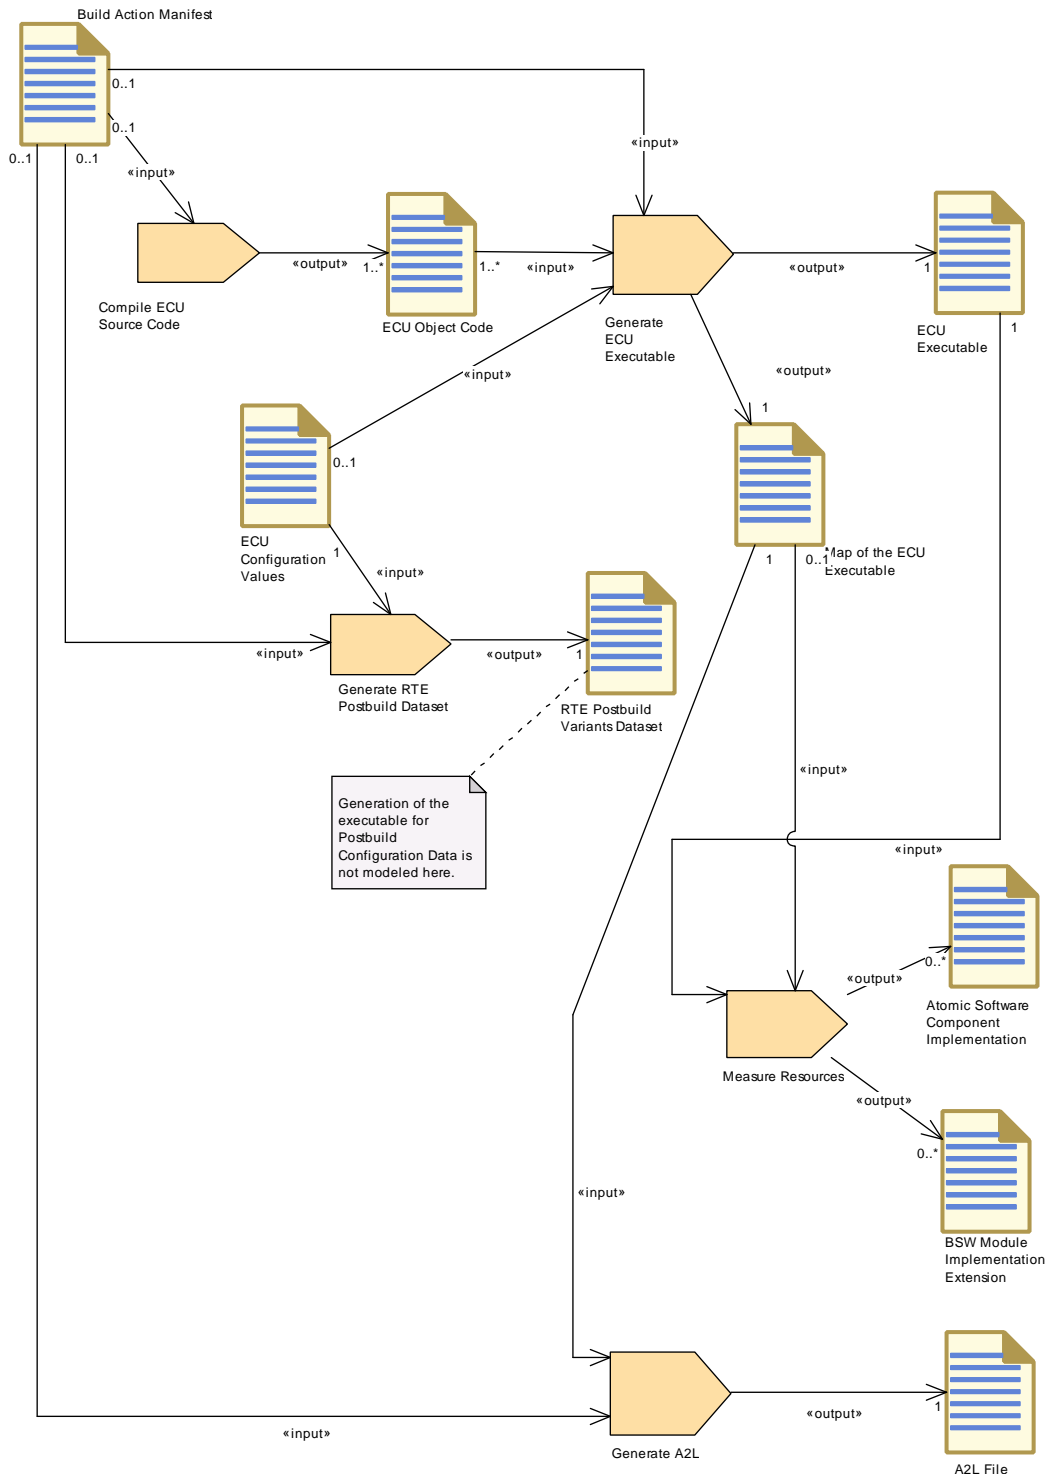 Build Action Manifest
0..1
0..1
0..1
0..1
«input»
«input»
«output»
1..*
1..*
«input»
«output»
1
Compile ECU
Source Code
ECU Object Code
Generate
ECU
Executable
ECU
Executable
1
«input»
«output»
1
0..1
ECU
Configuration
Values
1
«input»
1
0..1
Map of the ECU
Executable
«input»
«output»
1
Generate RTE
Postbuild Dataset
RTE Postbuild
Variants Dataset
«input»
Generation of the
executable for
Postbuild
Configuration Data is
not modeled here.
«input»
«output»
0..*
Atomic Software
Component
Implementation
Measure Resources
«output»
0..*
«input»
BSW Module
Implementation
Extension
«output»
1
«input»
Generate A2L
A2L File